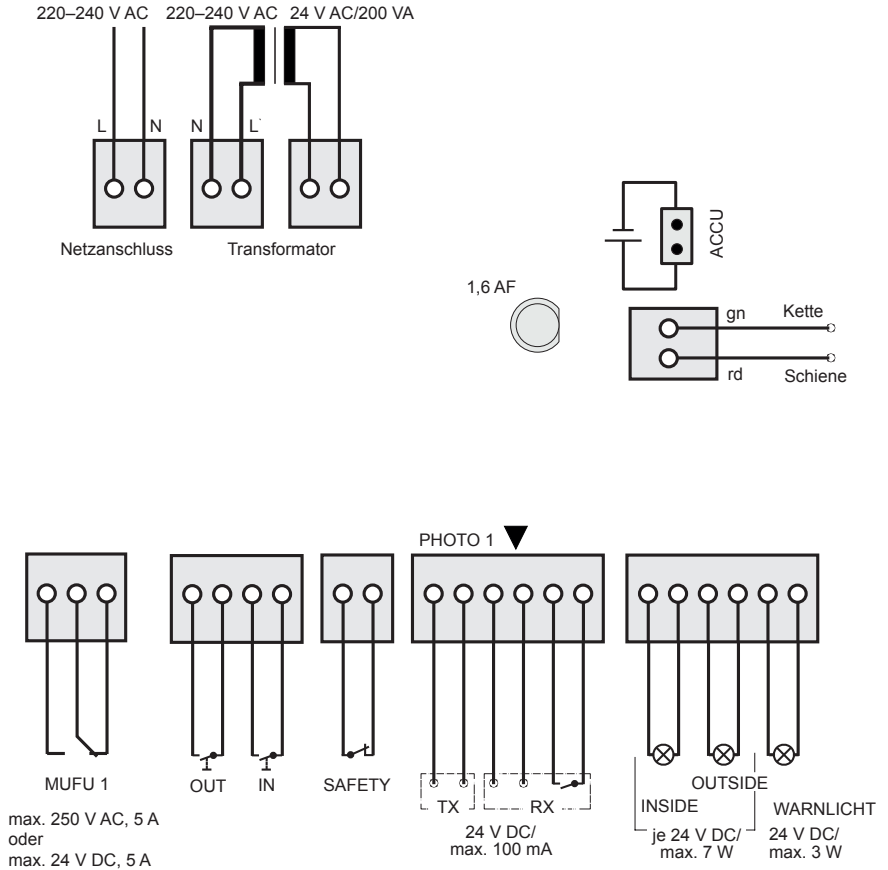 220–240 V AC 220–240 V AC 24 V AC/200 VA
L N N L
Netzanschluss Transformator
ACCU
1,6 AF
gn Kette
rd Schiene
PHOTO 1
MUFU 1
max. 250 V AC, 5 A
oder
max. 24 V DC, 5 A
OUT IN
SAFETY
TX RX
24 V DC/
max. 100 mA
OUTSIDE
INSIDE
je 24 V DC/
max. 7 W
WARNLICHT
24 V DC/
max. 3 W